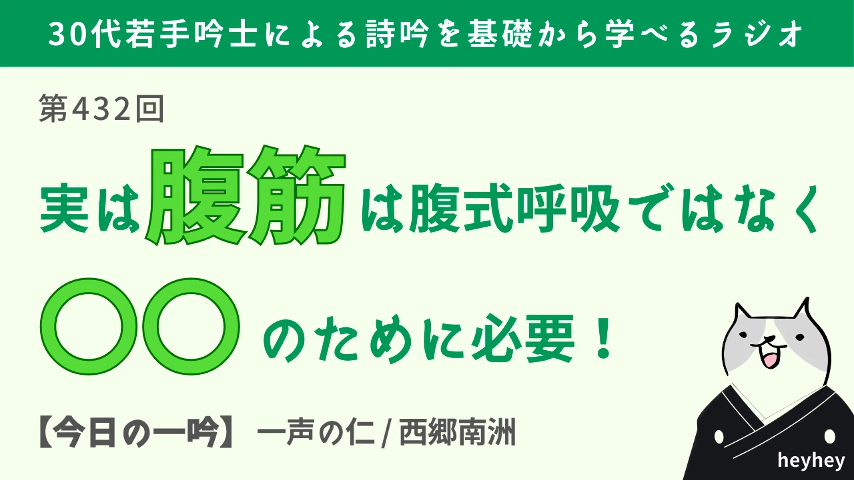 30代若手吟士による詩吟を基礎から学べるラジオ
第432回
実は腹筋は腹式呼吸ではなく
〇〇のために必要！
【今日の一吟】 一声の仁 / 西郷南洲
heyhey